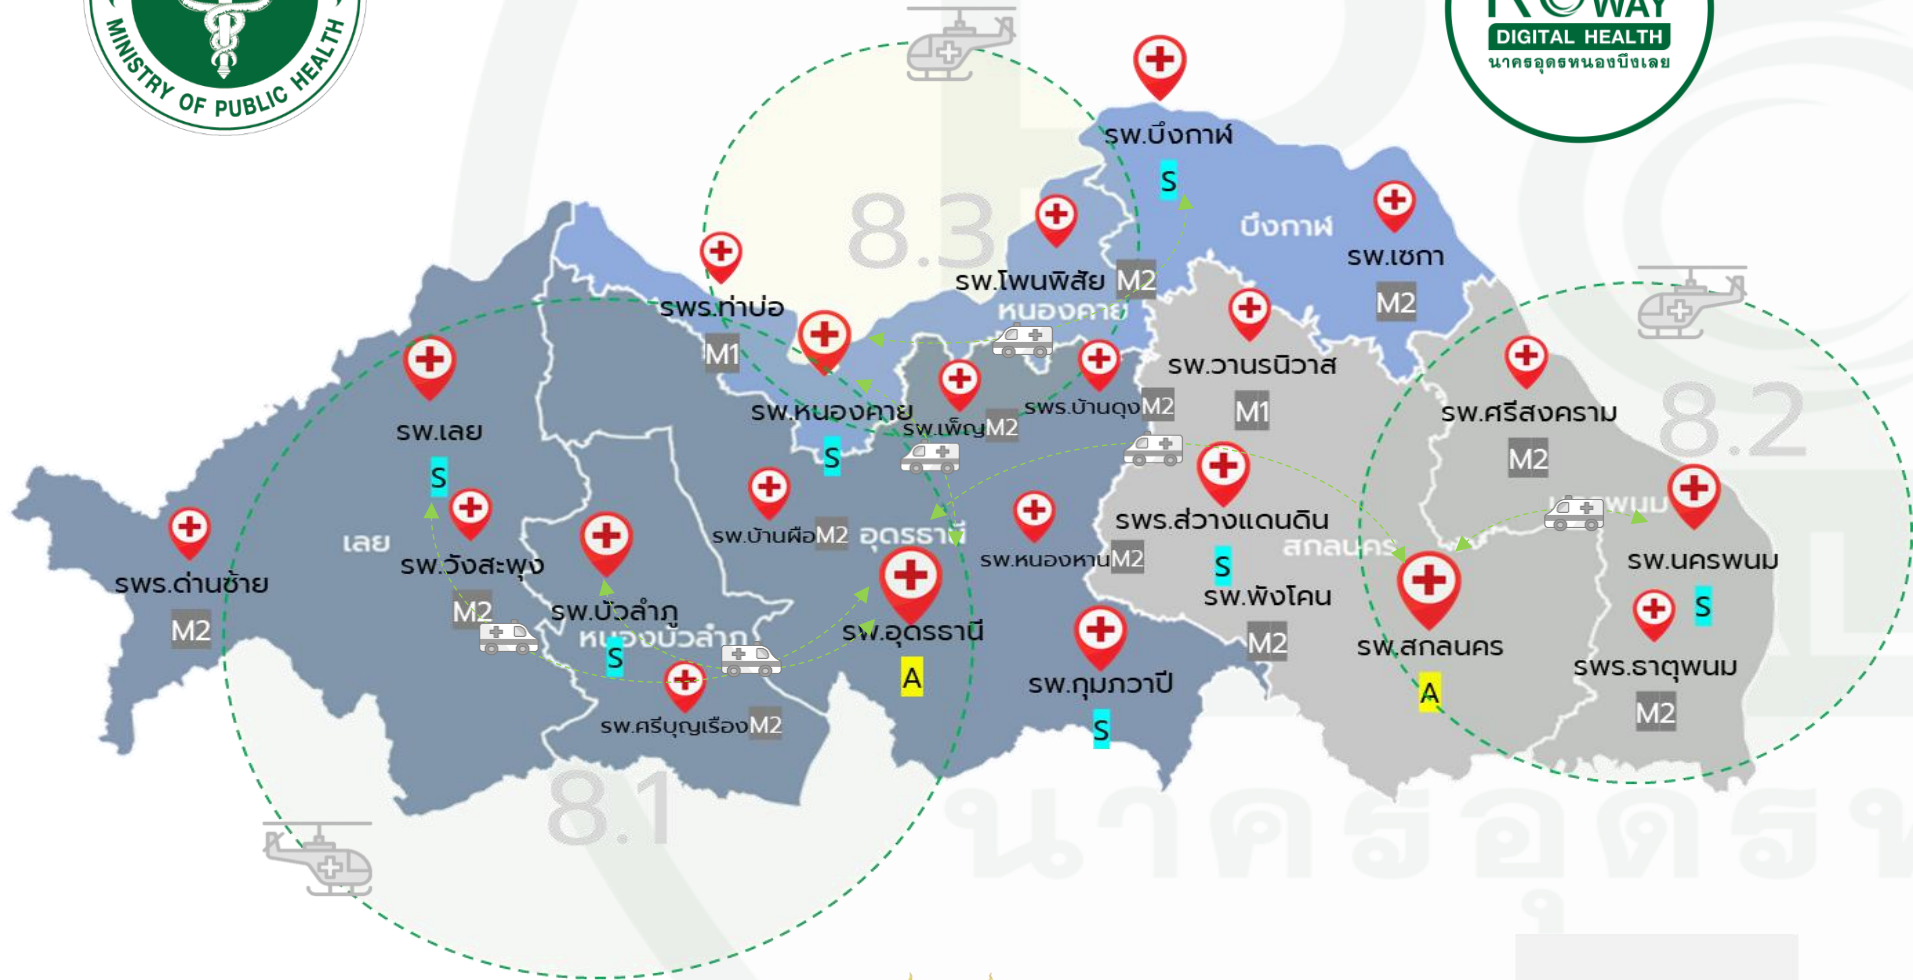 MINISTRY OF PUBLIC HEALTH
WAY
DIGITAL HEALTH
นาครอุดรหนองบึงเลย
รพ.บึงกาฬ
S
บึงกาฬ
รพ.เซกา
M2
8.3
รพ.โพนพิสัย M2
หนองคาย
รพร.ท่าบ่อ
M1
รพ.หนองคาย
S
รพ.เพ็ญ M2
รพร.บ้านดุง M2
รพ.วานรนิวาส
M1
รพ.ศรีสงคราม
M2
8.2
รพ.เลย
S
เลย
รพ.วังสะพุง
M2
รพร.ด่านซ้าย
M2
รพ.บ้านผือ M2
อุดรธานี
รพ.หนองหาน M2
รพร.สว่างแดนดิน
S
สกลนคร
รพ.พังโคน
M2
พนม
รพ.นครพนม
S
รพ.บัวลำภู
หนองบัวลำภู
S
รพ.อุดรธานี
A
รพ.กุมภวาปี
S
รพ.สกลนคร
A
รพร.ธาตุพนม
M2
รพ.ศรีบุญเรือง M2
8.1
นาครอุดรห